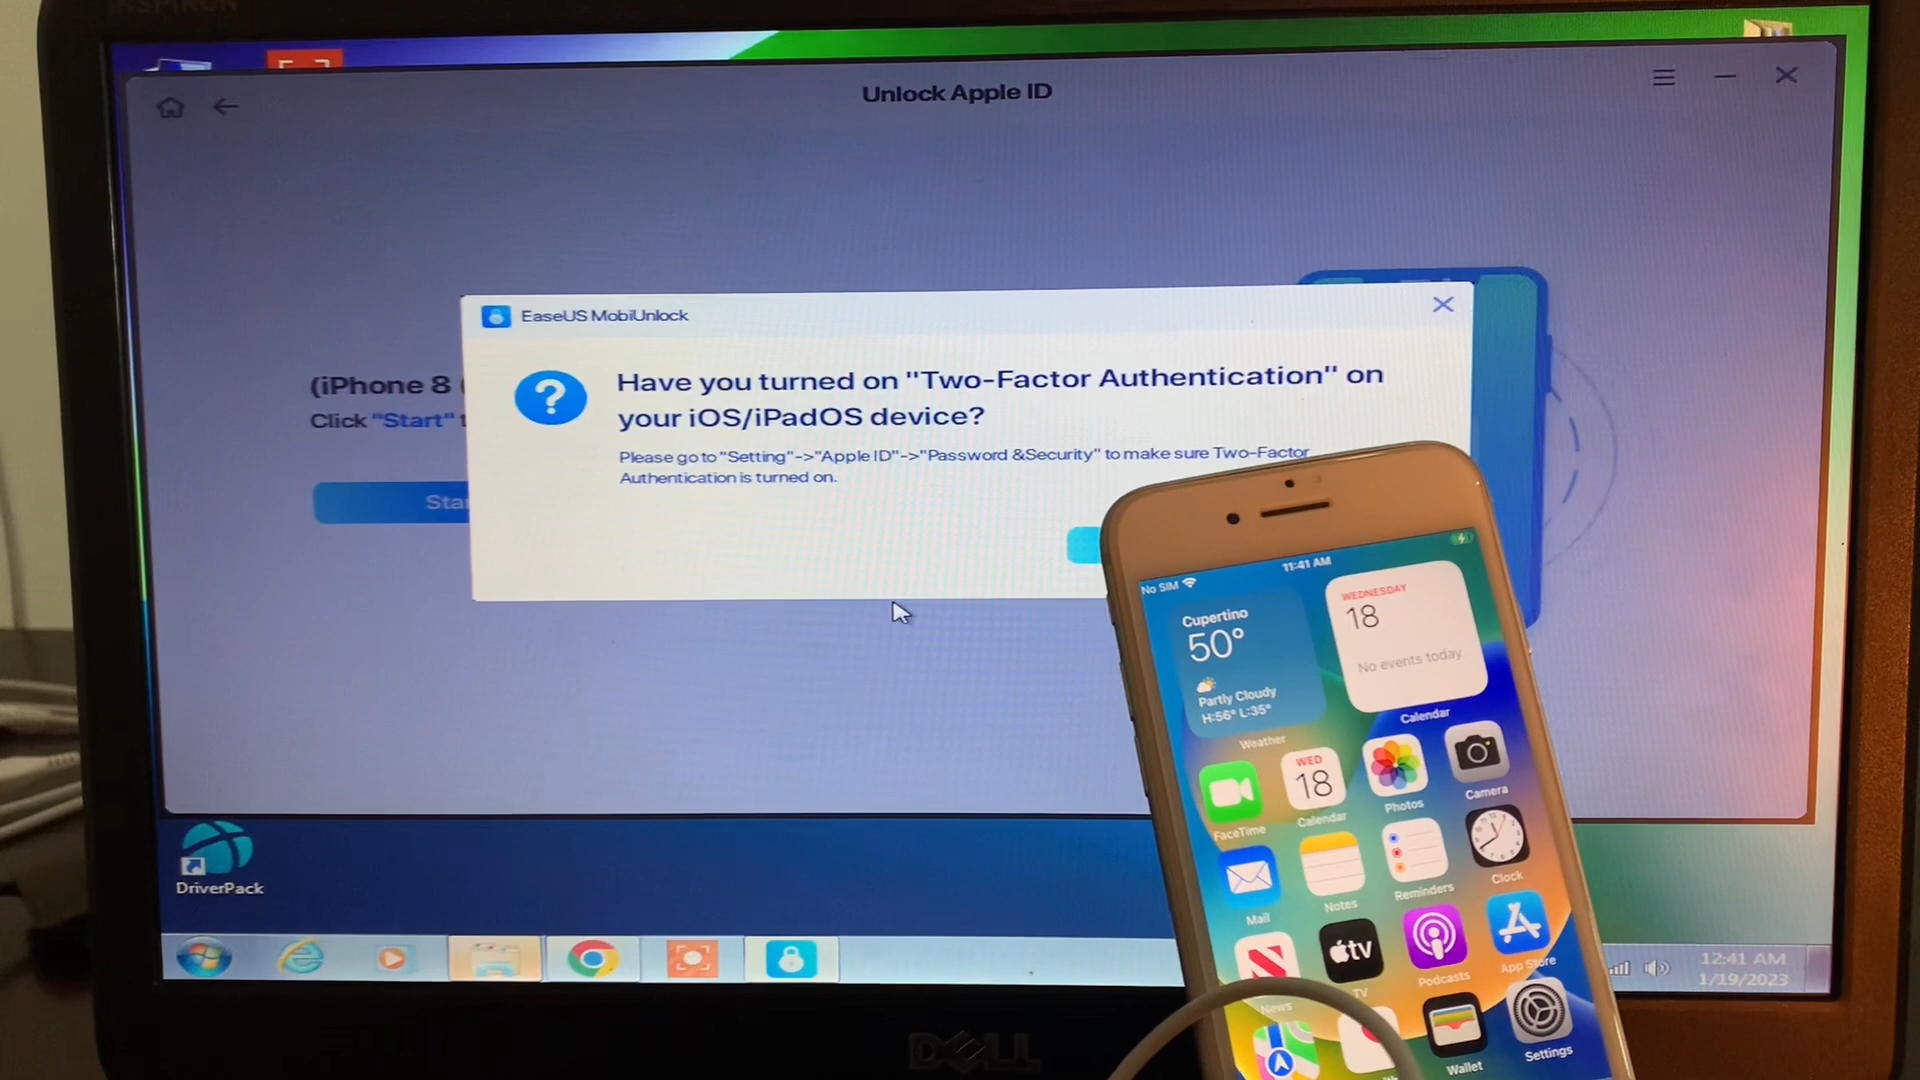 INSPIRON
Unlock Apple ID
EaseUS MobiUnlock
Have you turned on "Two-Factor Authentication" on
your iOS/iPadOS device?
Please go to "Setting"->"Apple ID"->"Password &Security" to make sure Two-Factor
Authentication is turned on.
(iPhone 8
Click "Start"
Star
No SIM
11:41 AM
Cupertino
50°
Partly Cloudy
H:56° L:35°
Weather
WEDNESDAY
18
No events today
Calendar
FaceTime
WED
18
Calendar
Photos
Camera
Mail
Notes
Reminders
Clock
News
tv
TV
Podcasts
App Store
Wallet
Settings
DriverPack
12:41 AM
1/19/2023
DELL